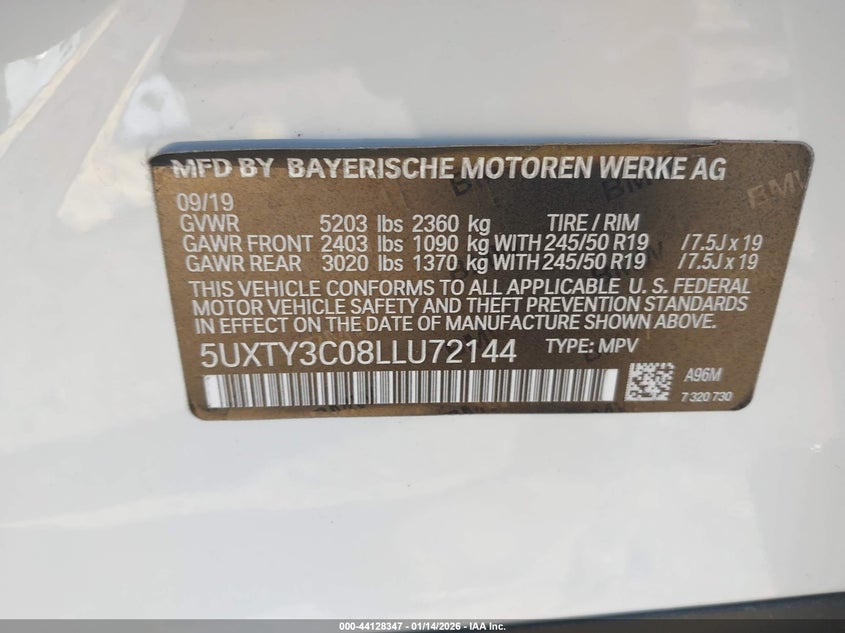 MFD BY BAYERISCHE MOTOREN WERKE AG
09/19
GVWR 5203 lbs 2360 kg TIRE / RIM
GAWR FRONT 2403 lbs 1090 kg WITH 245/50 R19 / 7.5J x 19
GAWR REAR 3020 lbs 1370 kg WITH 245/50 R19 / 7.5J x 19
THIS VEHICLE CONFORMS TO ALL APPLICABLE U. S. FEDERAL
MOTOR VEHICLE SAFETY AND THEFT PREVENTION STANDARDS
IN EFFECT ON THE DATE OF MANUFACTURE SHOWN ABOVE.
5UXTY3C08LLU72144 TYPE: MPV
A96M
7 320 730
000-44128347 - 01/14/2026 - IAA Inc.